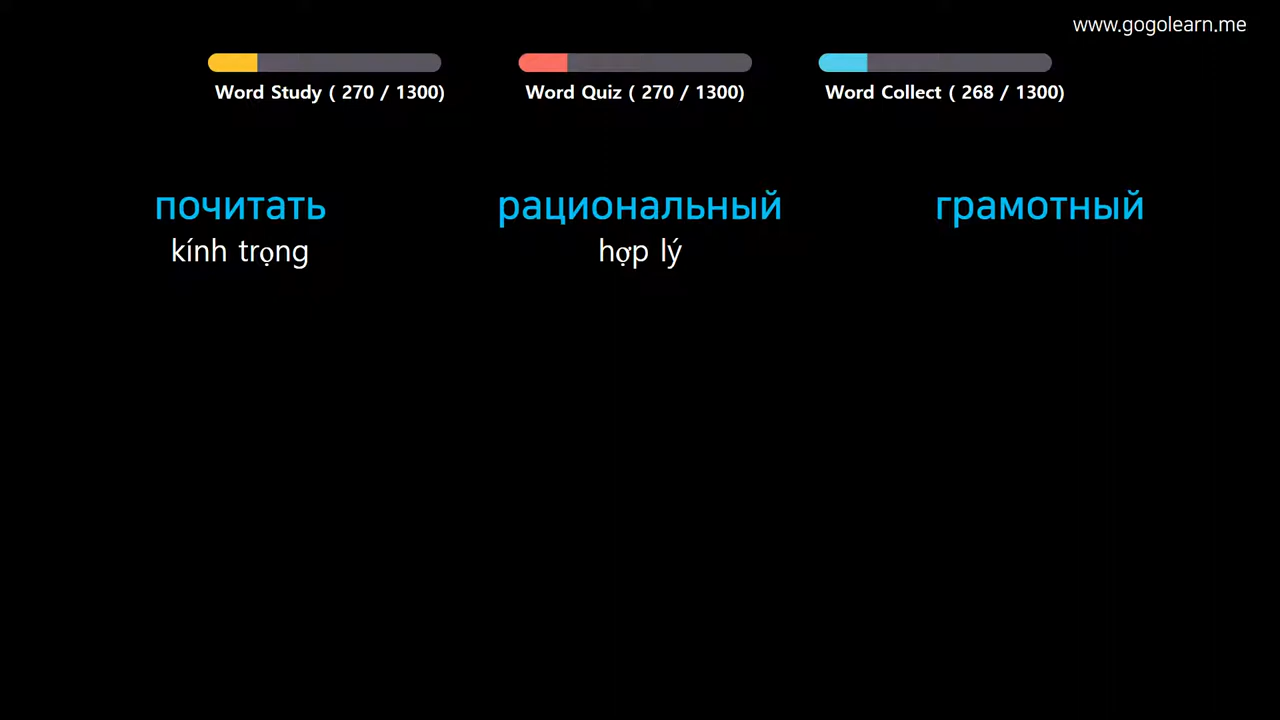 www.gogolearn.me
Word Study ( 270 / 1300)
Word Quiz ( 270 / 1300)
Word Collect ( 268 / 1300)
почитать
рациональный
грамотный
kính trọng
hợp lý